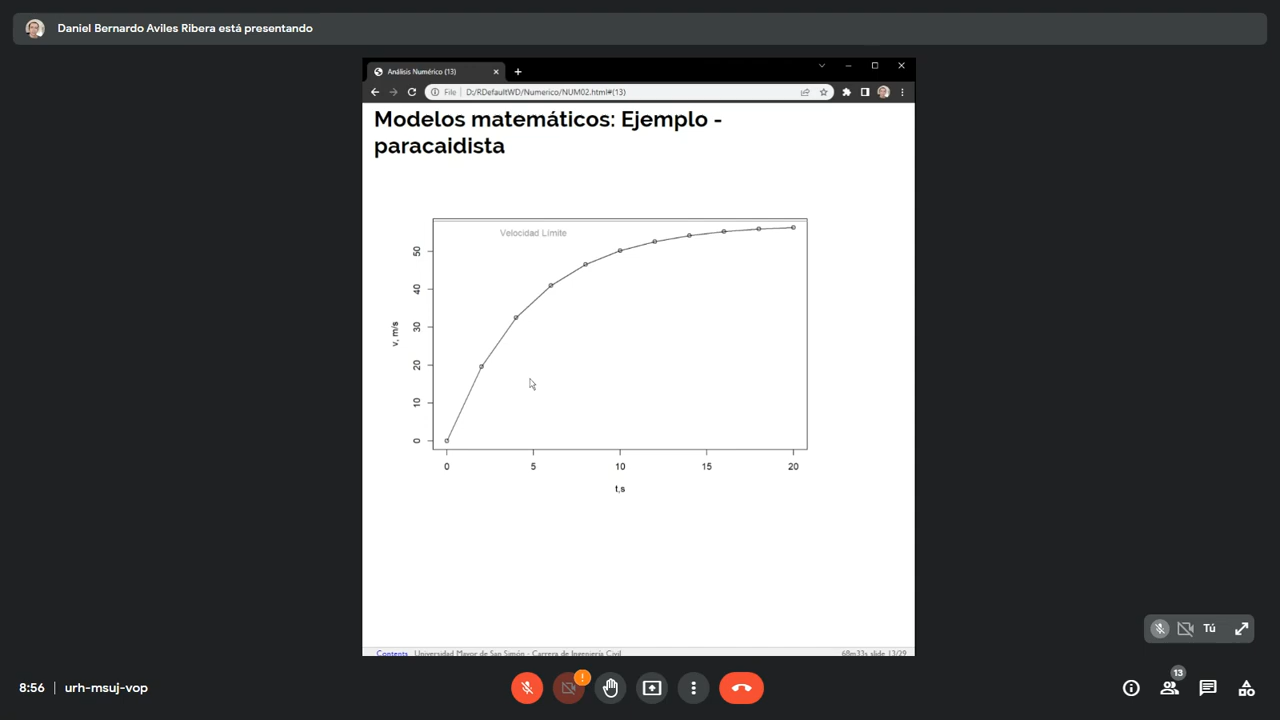 Daniel Bernardo Aviles Ribera está presentando
Análisis Numérico (13)
File D:/RDefaultWD/Numerico/NUM02.html#(13)
Modelos matemáticos: Ejemplo -
paracaidista
Velocidad Límite
50
40
30
20
10
0
v, m/s
0 5 10 15 20
t,s
Tú
Contents Universidad Mayor de San Simón - Carrera de Ingeniería Civil 68m33s slide 13/29
8:56 urh-msuj-vop
13